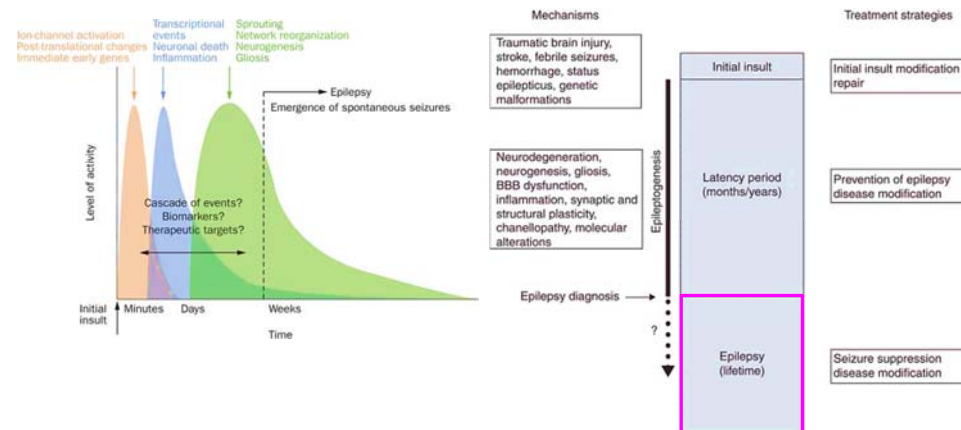 Ion-channel activation
Post-translational changes
Immediate early genes
Transcriptional
events
Neuronal death
Inflammation
Sprouting
Network reorganization
Neurogenesis
Gliosis
Epilepsy
Emergence of spontaneous seizures
Level of activity
Cascade of events?
Biomarkers?
Therapeutic targets?
Initial
insult
Minutes
Days
Weeks
Time
Mechanisms
Traumatic brain injury,
stroke, febrile seizures,
hemorrhage, status
epilepticus, genetic
malformations
Neurodegeneration,
neurogenesis, gliosis,
BBB dysfunction,
inflammation, synaptic and
structural plasticity,
chanellopathy, molecular
alterations
Epilepsy diagnosis
Epileptogenesis
?
Initial insult
Latency period
(months/years)
Epilepsy
(lifetime)
Treatment strategies
Initial insult modification
repair
Prevention of epilepsy
disease modification
Seizure suppression
disease modification